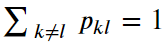 ∑ k≠l pkl = 1